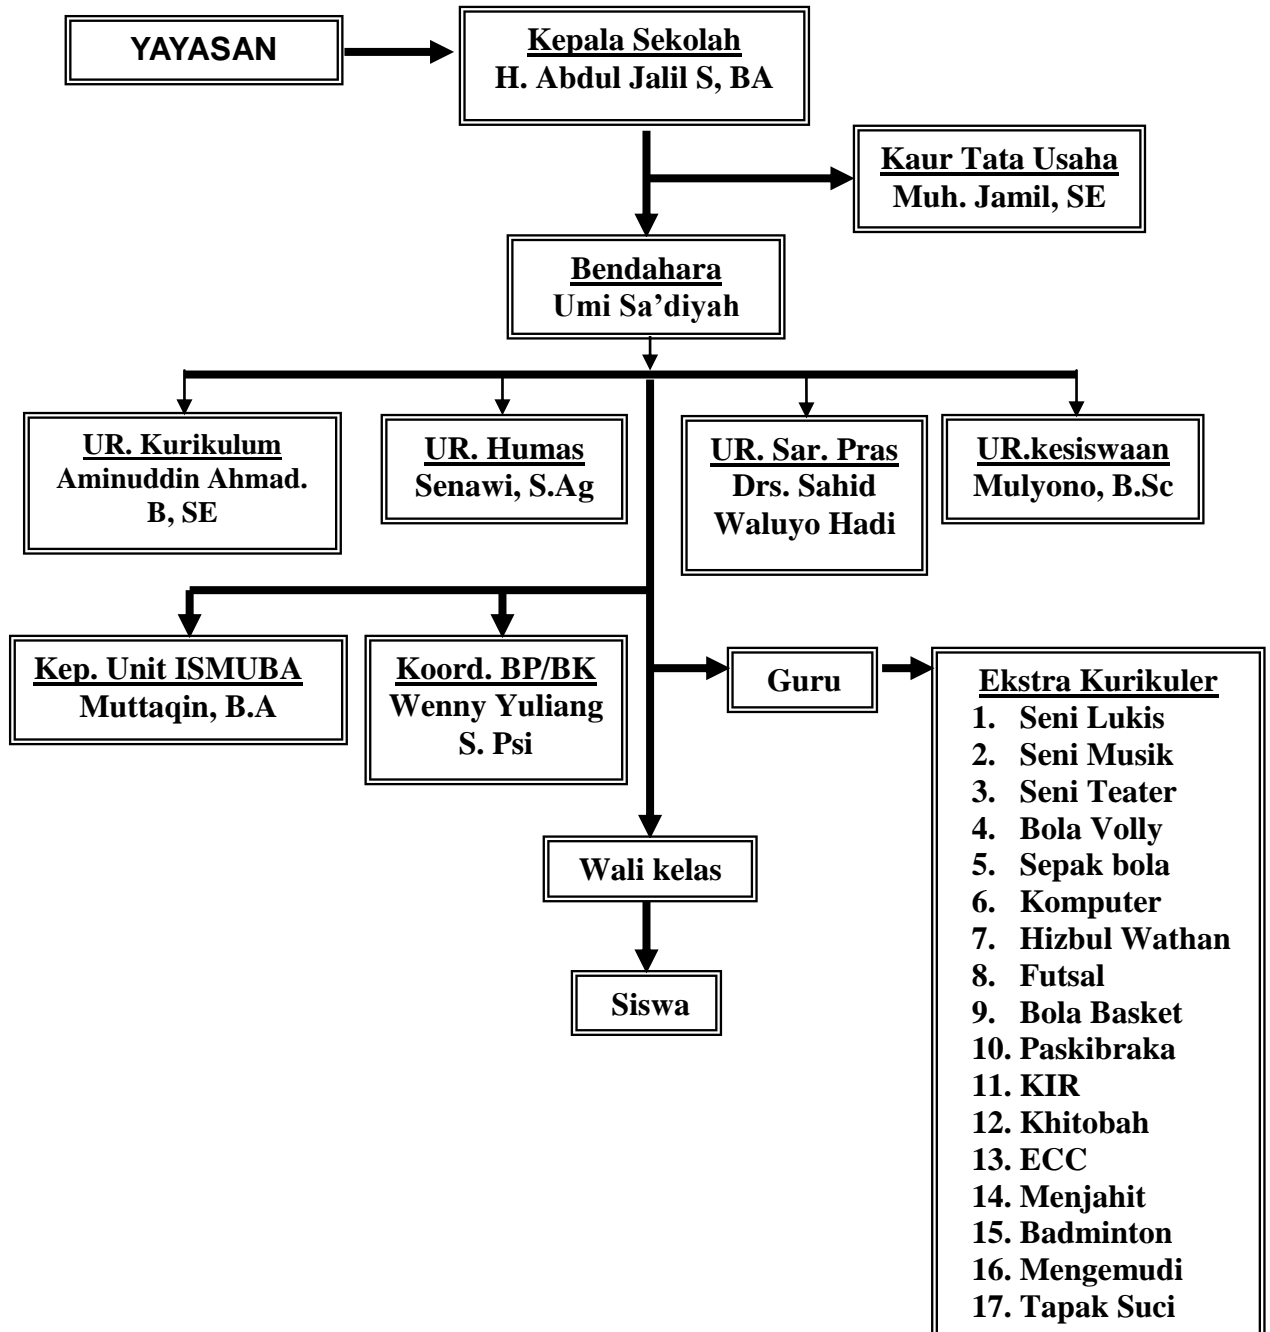 YAYASAN
Kepala Sekolah
H. Abdul Jalil S, BA
Kaur Tata Usaha
Muh. Jamil, SE
Bendahara
Umi Sa’diyah
UR. Kurikulum
Aminuddin Ahmad.
B, SE
UR. Humas
Senawi, S.Ag
UR. Sar. Pras
Drs. Sahid
Waluyo Hadi
UR.kesiswaan
Mulyono, B.Sc
Kep. Unit ISMUBA
Muttaqin, B.A
Koord. BP/BK
Wenny Yuliang
S. Psi
Guru
Ekstra Kurikuler
1. Seni Lukis
2. Seni Musik
3. Seni Teater
4. Bola Volly
5. Sepak bola
6. Komputer
7. Hizbul Wathan
8. Futsal
9. Bola Basket
10. Paskibraka
11. KIR
12. Khitobah
13. ECC
14. Menjahit
15. Badminton
16. Mengemudi
17. Tapak Suci
Wali kelas
Siswa